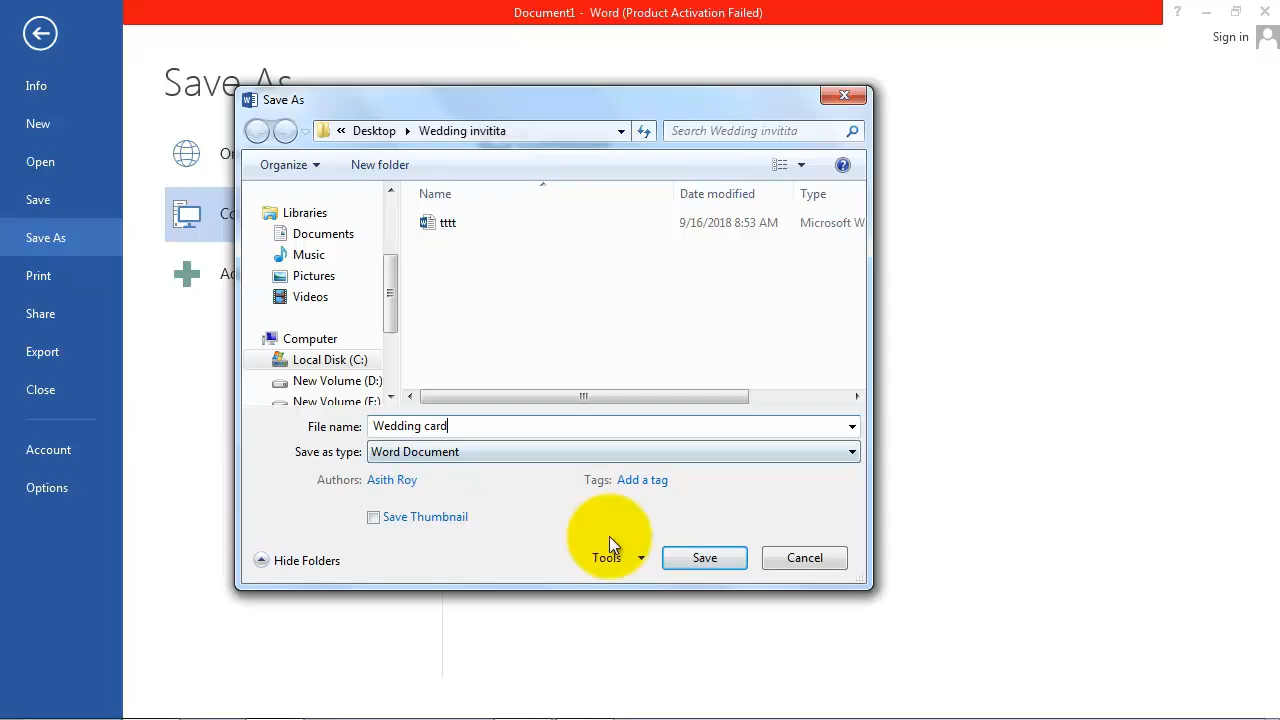 Document1 - Word (Product Activation Failed)
?
Sign in
Info
New
Open
Save
Save As
Print
Share
Export
Close
Account
Options
Save As
Save As
« Desktop Wedding invitita
Search Wedding invitita
Organize
New folder
Name
Date modified
Type
tttt
9/16/2018 8:53 AM
Microsoft W
Libraries
Documents
Music
Pictures
Videos
Computer
Local Disk (C:)
New Volume (D:)
New Volume (E:)
File name: Wedding card
Save as type: Word Document
Authors: Asith Roy
Tags: Add a tag
Save Thumbnail
Hide Folders
Tools
Save
Cancel